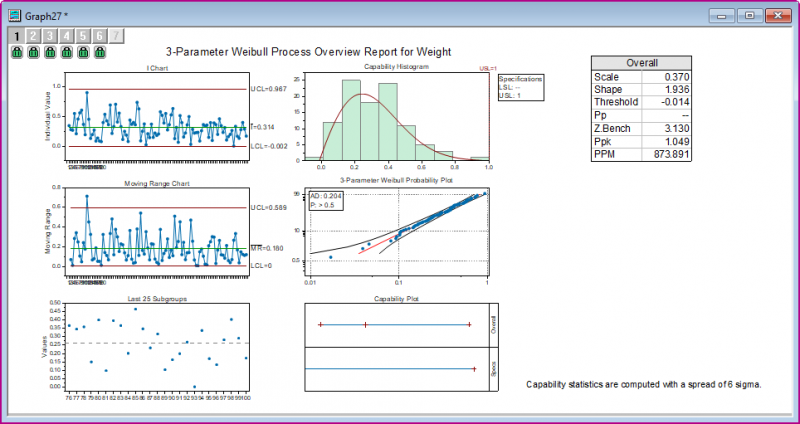 Graph27 *
1 2 3 4 5 6 7
3-Parameter Weibull Process Overview Report for Weight
I Chart
Individual Value
1.0
0.5
0.0
UCL=0.967
X̄=0.314
LCL=-0.002
Capability Histogram
USL=1
25
20
15
10
5
0
0.0 0.2 0.4 0.6 0.8 1.0
Specifications
LSL: --
USL: 1
Overall
Scale 0.370
Shape 1.936
Threshold -0.014
Pp --
Z.Bench 3.130
Ppk 1.049
PPM 873.891
Moving Range Chart
Moving Range
0.8
0.6
0.4
0.2
0.0
UCL=0.589
MR=0.180
LCL=0
3-Parameter Weibull Probability Plot
AD: 0.204
P: > 0.5
99
10
0.5
0.01 0.1 1
Last 25 Subgroups
Values
0.50
0.45
0.40
0.35
0.30
0.25
0.20
0.15
0.10
0.05
0.00
76 77 78 79 80 81 82 83 84 85 86 87 88 89 90 91 92 93 94 95 96 97 98 99 100
Capability Plot
Overall
Specs
Capability statistics are computed with a spread of 6 sigma.